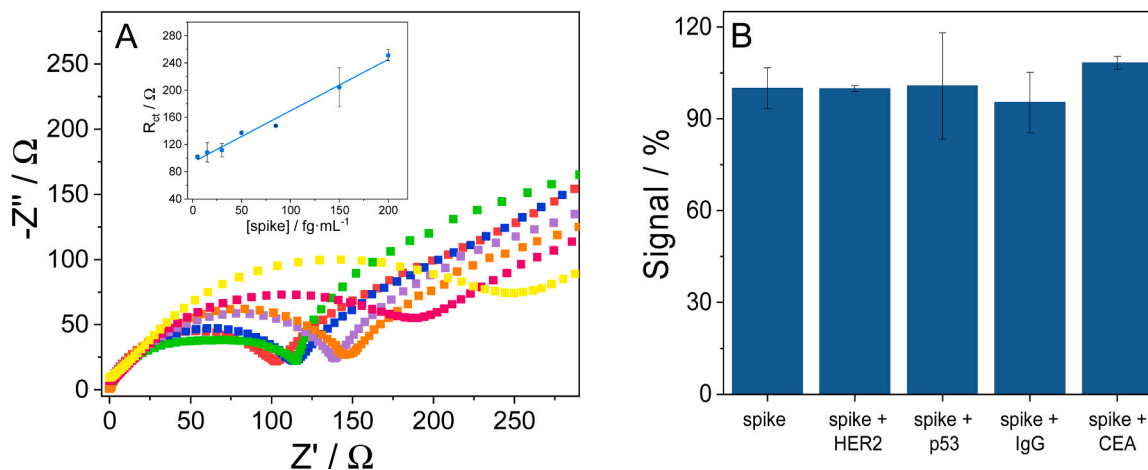 A
-Z" / Ω
250
200
150
100
50
0
0
50
100
150
200
250
Z' / Ω
Rct / Ω
280
240
200
160
120
80
40
0
50
100
150
200
[spike] / fg·mL⁻¹
B
Signal / %
120
90
60
30
0
spike
spike +
HER2
spike +
p53
spike +
IgG
spike +
CEA